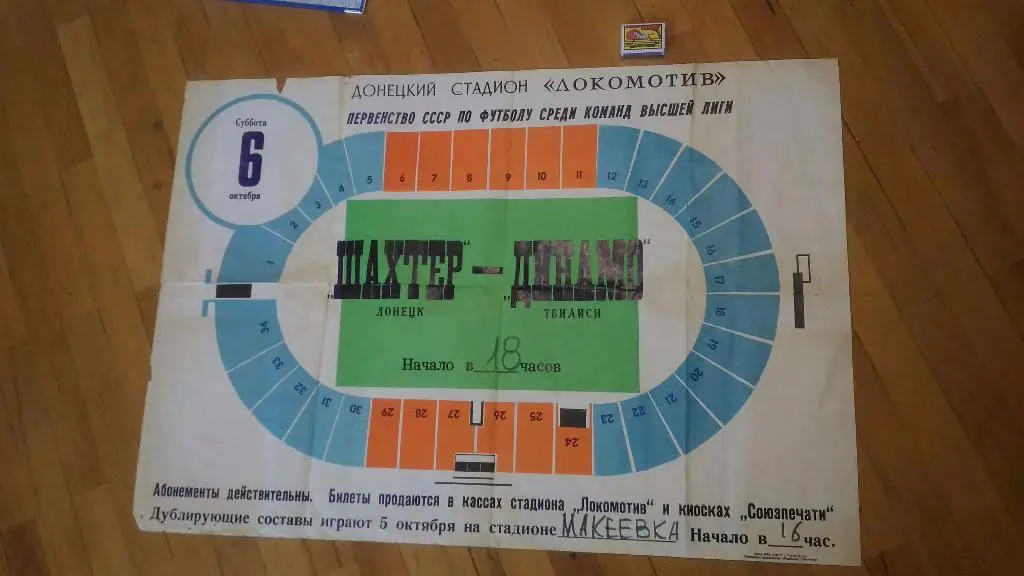 ДОНЕЦКИЙ СТАДИОН «ЛОКОМОТИВ»
ПЕРВЕНСТВО СССР ПО ФУТБОЛУ СРЕДИ КОМАНД ВЫСШЕЙ ЛИГИ
Суббота
6
октября
1 2 3 4 5 6 7 8 9 10 11 12 13 14 15 16 17
„ШАХТЕР“ — „ДИНАМО“
ДОНЕЦК ТБИЛИСИ
Начало в 18 часов
34 33 32 31 30 29 28 27 26 25 24 23 22 21 20 19 18
Абонементы действительны. Билеты продаются в кассах стадиона „Локомотив“ и киосках „Союзпечати“
Дублирующие составы играют 5 октября на стадионе МАКЕЕВКА Начало в 16 час.